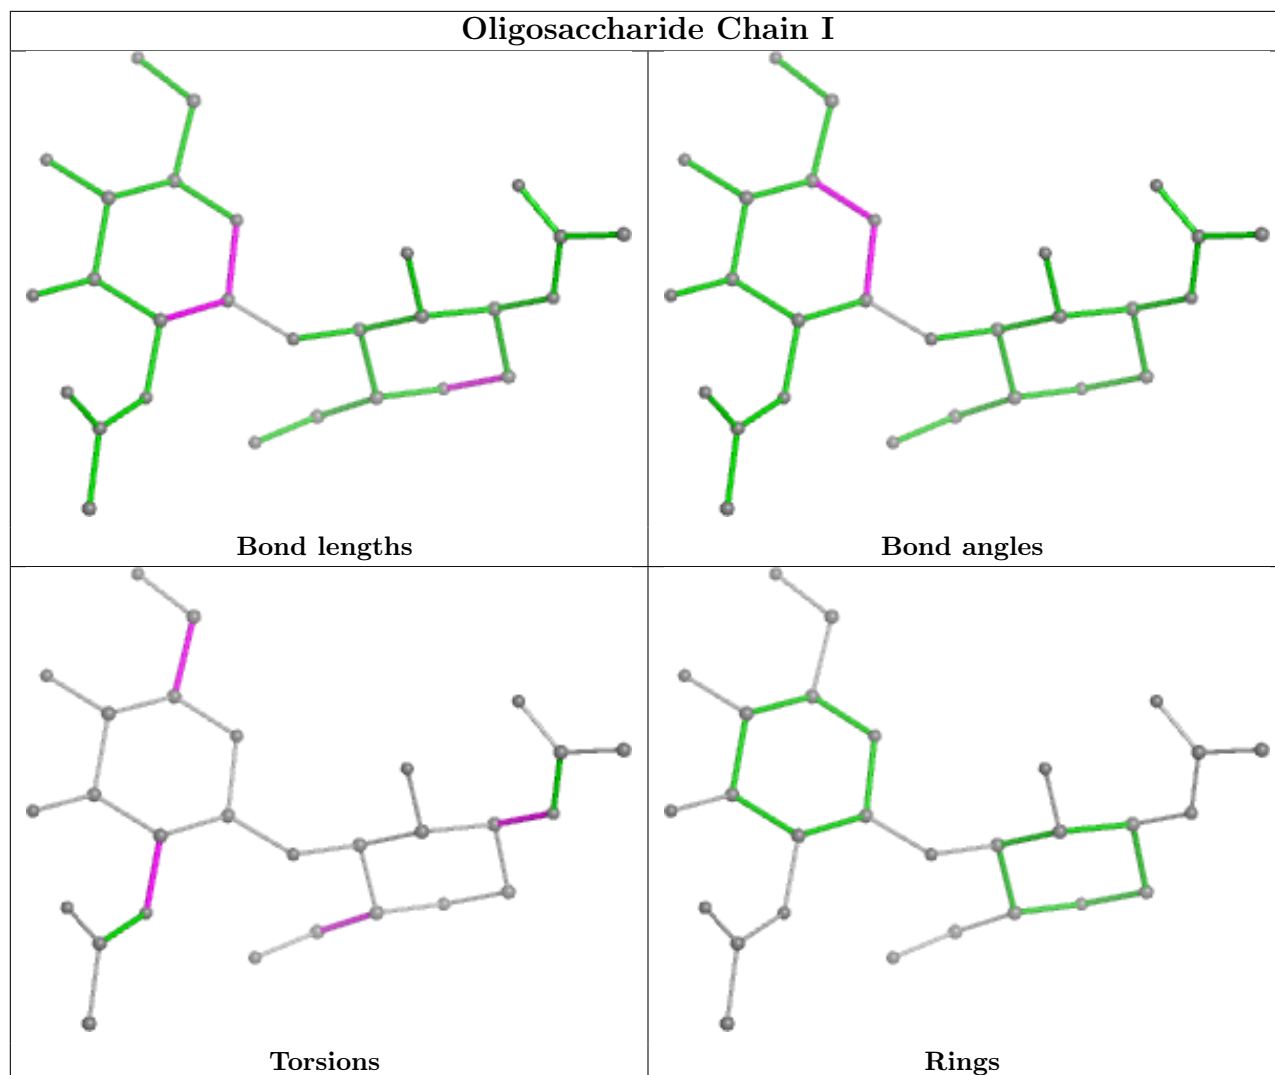 Oligosaccharide Chain I
Bond lengths
Bond angles
Torsions
Rings